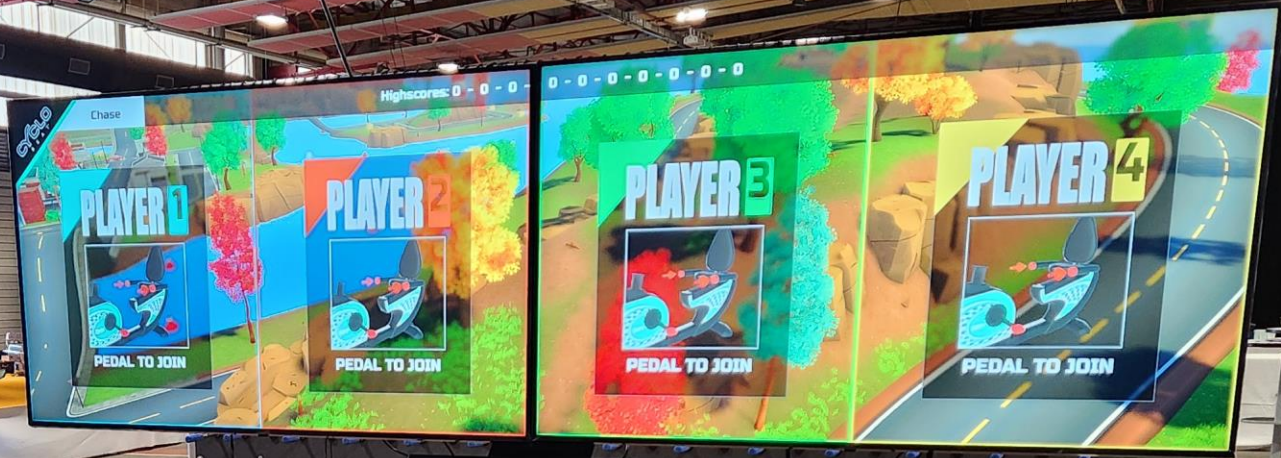 CYCLO
BEAT
Chase
Highscores: 0 - 0 - 0 - 0 - 0 - 0 - 0 - 0 - 0 - 0
PLAYER 1
PEDAL TO JOIN
PLAYER 2
PEDAL TO JOIN
PLAYER 3
PEDAL TO JOIN
PLAYER 4
PEDAL TO JOIN